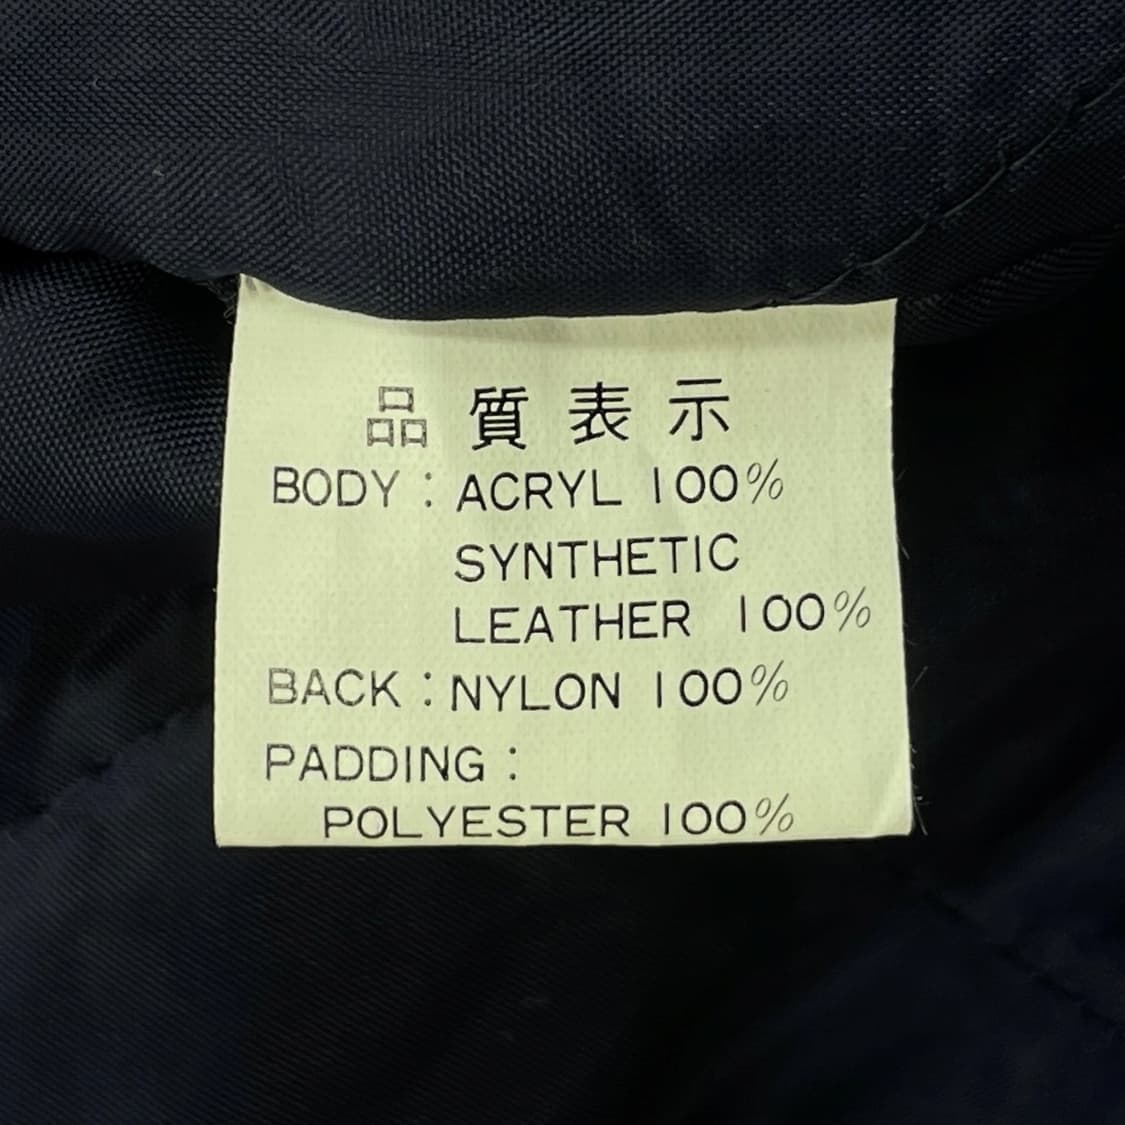 品質表示
BODY : ACRYL 100%
SYNTHETIC
LEATHER 100%
BACK : NYLON 100%
PADDING :
POLYESTER 100%